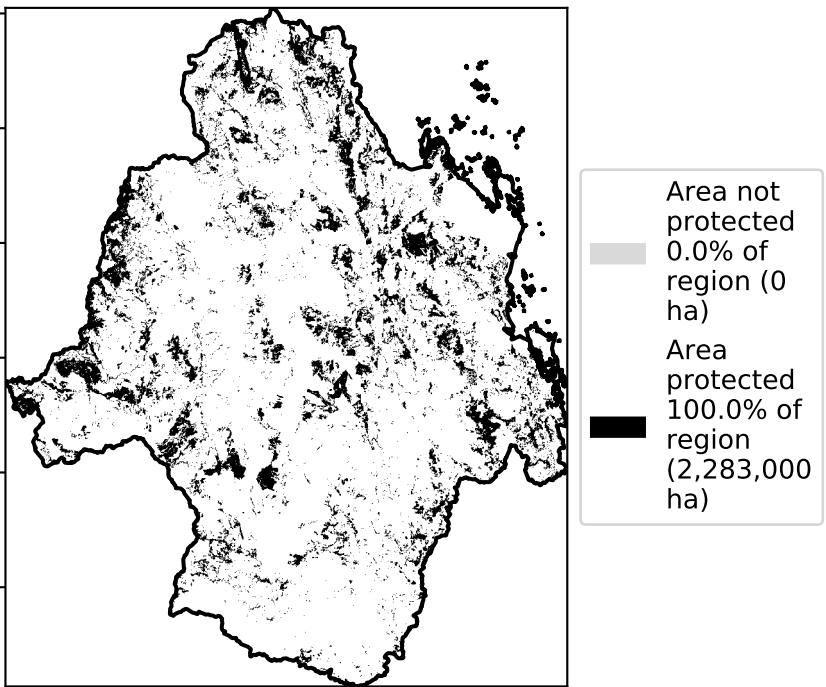 Area not
protected
0.0% of
region (0
ha)
Area
protected
100.0% of
region
(2,283,000
ha)